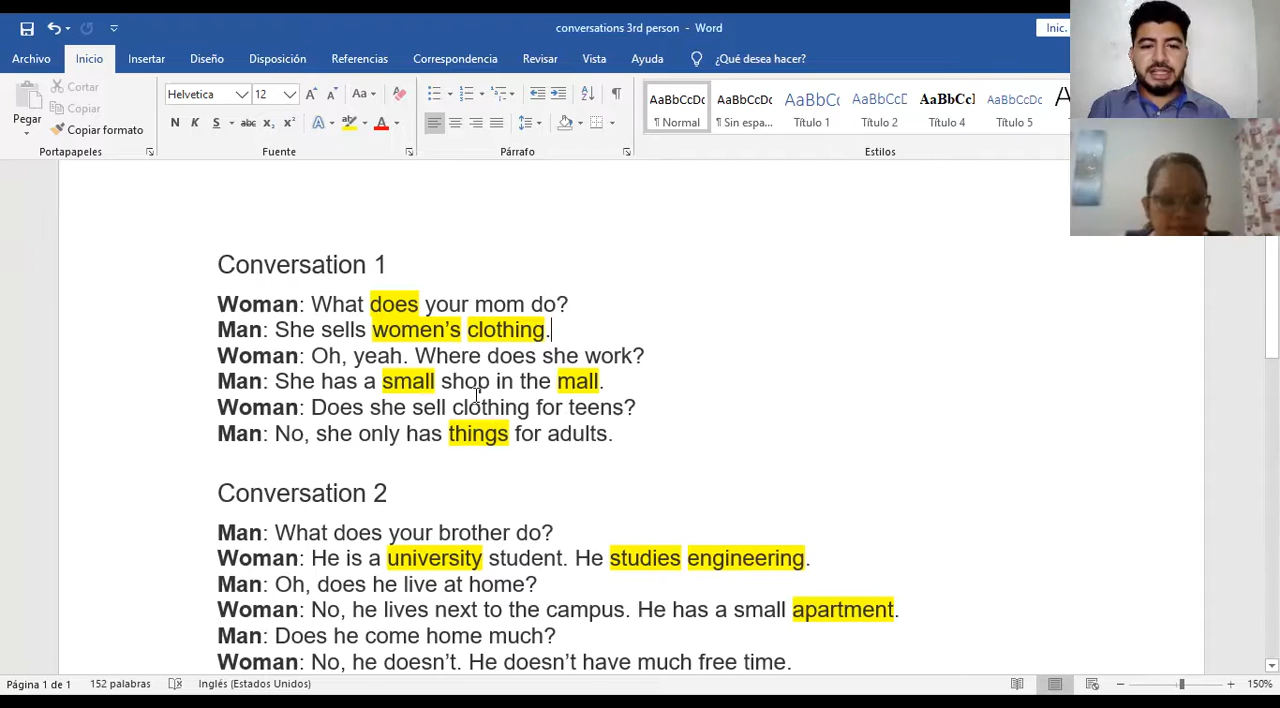 conversations 3rd person - Word
Inic.
Archivo Inicio Insertar Diseño Disposición Referencias Correspondencia Revisar Vista Ayuda ¿Qué desea hacer?
Pegar
Cortar
Copiar
Copiar formato
Portapapeles
Helvetica 12
N K S abc x₂ x²
Fuente
Párrafo
AaBbCcDc AaBbCcDc AaBbCcD AaBbCcD AaBbCcI AaBbCcD
¶ Normal ¶ Sin espa... Título 1 Título 2 Título 4 Título 5
Estilos
Conversation 1
Woman: What does your mom do?
Man: She sells women’s clothing.
Woman: Oh, yeah. Where does she work?
Man: She has a small shop in the mall.
Woman: Does she sell clothing for teens?
Man: No, she only has things for adults.
Conversation 2
Man: What does your brother do?
Woman: He is a university student. He studies engineering.
Man: Oh, does he live at home?
Woman: No, he lives next to the campus. He has a small apartment.
Man: Does he come home much?
Woman: No, he doesn’t. He doesn’t have much free time.
Página 1 de 1 152 palabras Inglés (Estados Unidos) 150%